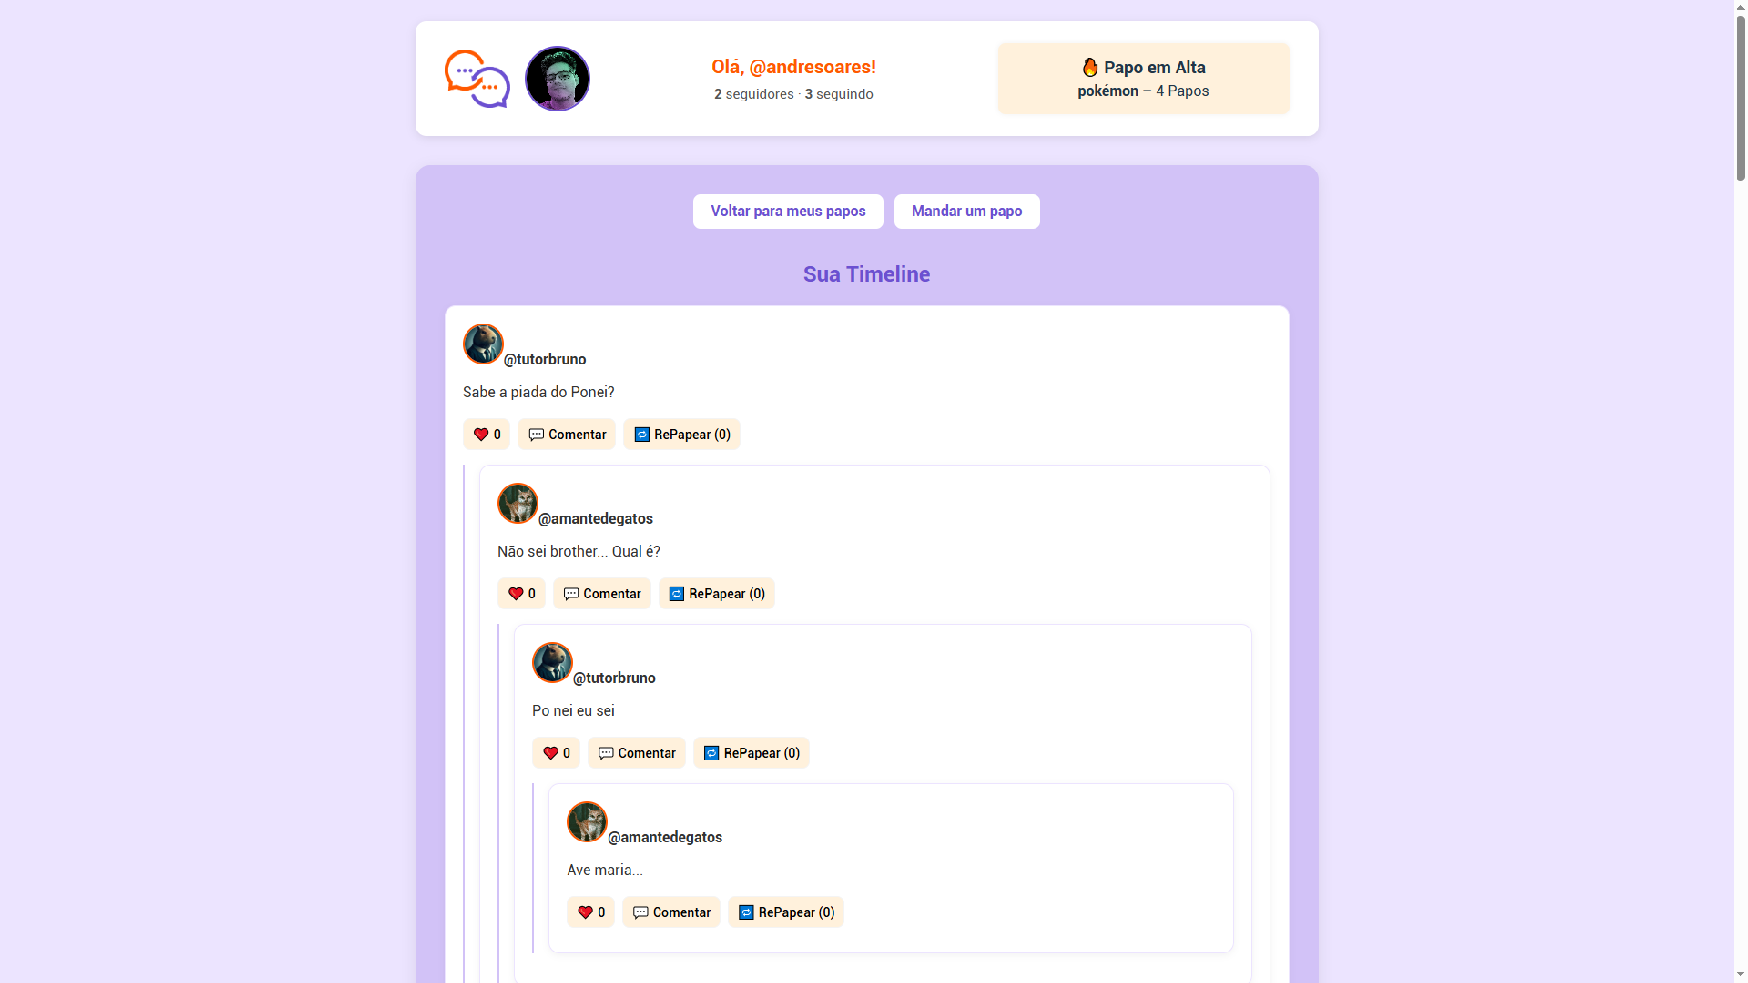 Olá, @andresoares!
2 seguidores · 3 seguindo
🔥 Papo em Alta
pokémon – 4 Papos
Voltar para meus papos
Mandar um papo
Sua Timeline
@tutorbruno
Sabe a piada do Ponei?
❤️ 0 💬 Comentar 🔁 RePapear (0)
@amantedegatos
Não sei brother... Qual é?
❤️ 0 💬 Comentar 🔁 RePapear (0)
@tutorbruno
Po nei eu sei
❤️ 0 💬 Comentar 🔁 RePapear (0)
@amantedegatos
Ave maria...
❤️ 0 💬 Comentar 🔁 RePapear (0)